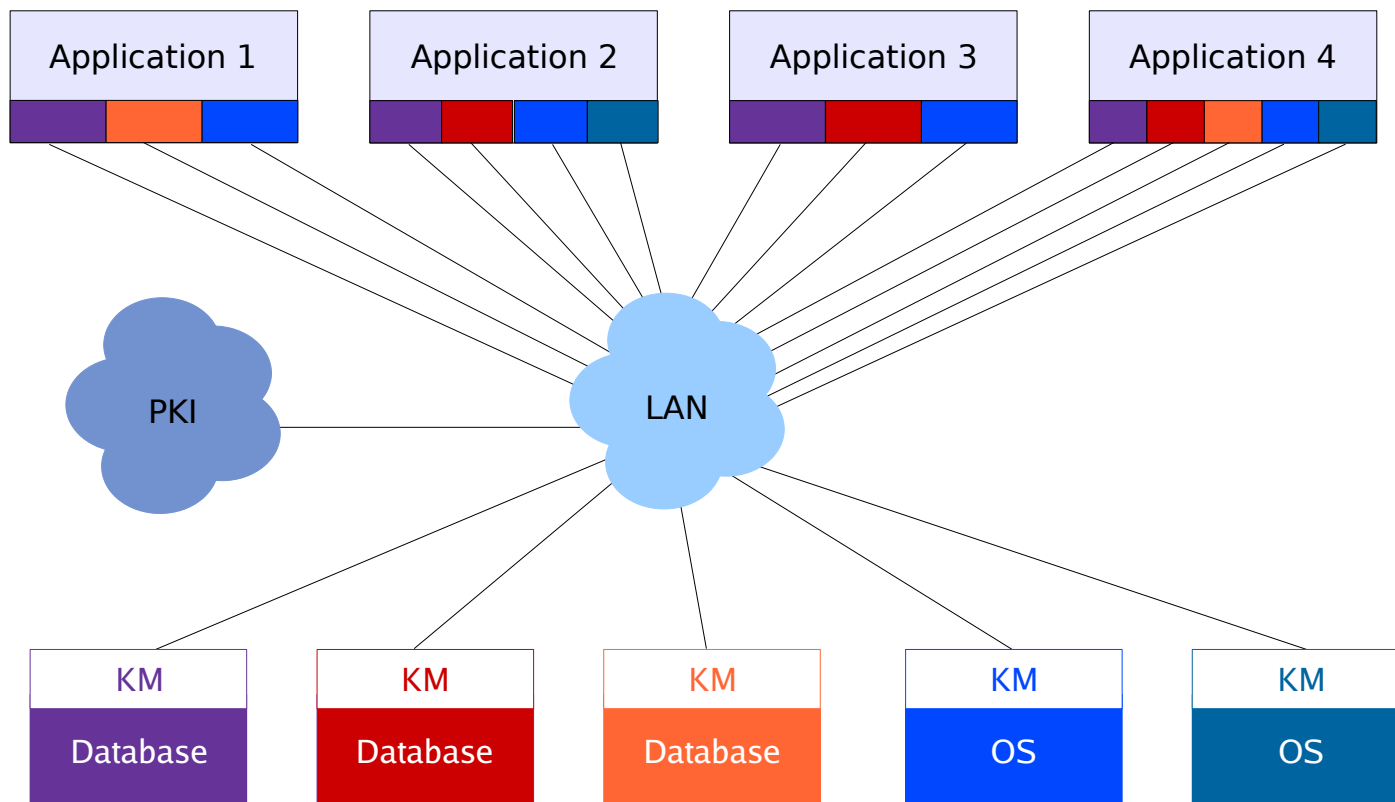 Application 1
Application 2
Application 3
Application 4
PKI
LAN
KM
KM
KM
KM
KM
Database
Database
Database
OS
OS